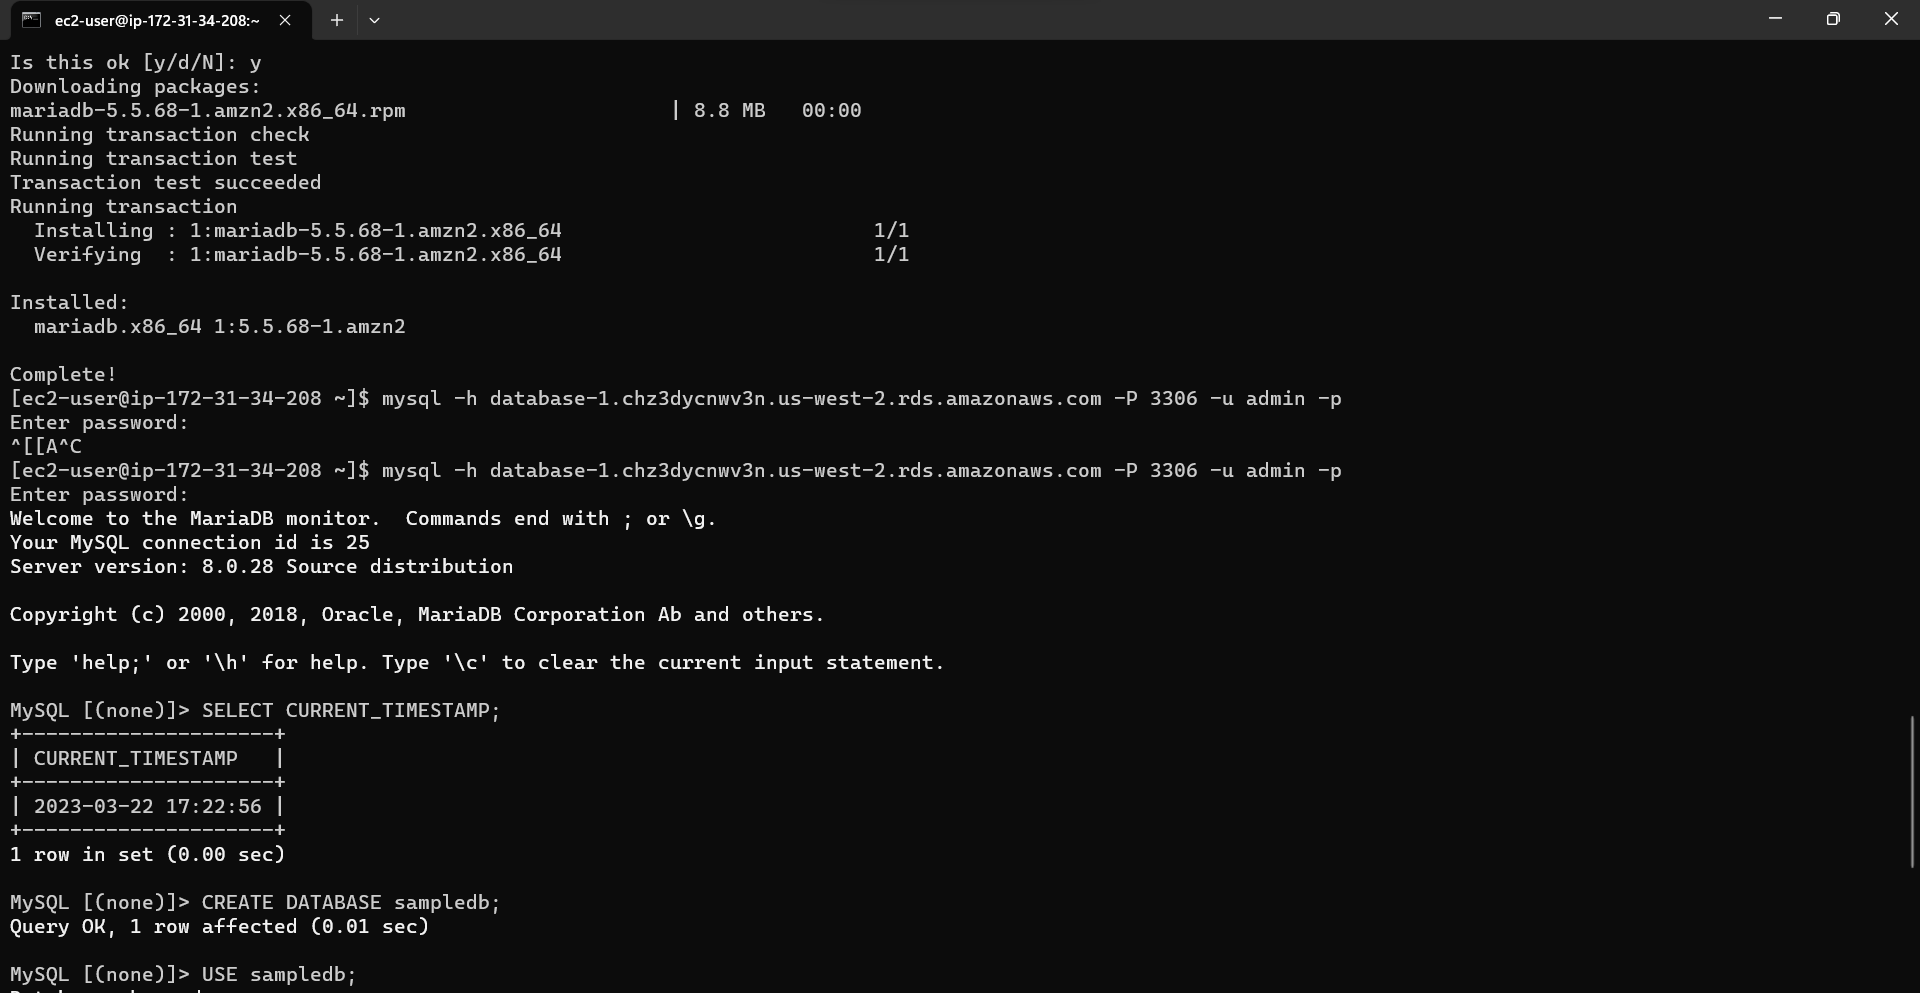 ec2-user@ip-172-31-34-208:~
Is this ok [y/d/N]: y
Downloading packages:
mariadb-5.5.68-1.amzn2.x86_64.rpm | 8.8 MB 00:00
Running transaction check
Running transaction test
Transaction test succeeded
Running transaction
Installing : 1:mariadb-5.5.68-1.amzn2.x86_64 1/1
Verifying : 1:mariadb-5.5.68-1.amzn2.x86_64 1/1
Installed:
mariadb.x86_64 1:5.5.68-1.amzn2
Complete!
[ec2-user@ip-172-31-34-208 ~]$ mysql -h database-1.chz3dycnwv3n.us-west-2.rds.amazonaws.com -P 3306 -u admin -p
Enter password:
^[[A^C
[ec2-user@ip-172-31-34-208 ~]$ mysql -h database-1.chz3dycnwv3n.us-west-2.rds.amazonaws.com -P 3306 -u admin -p
Enter password:
Welcome to the MariaDB monitor.  Commands end with ; or \g.
Your MySQL connection id is 25
Server version: 8.0.28 Source distribution
Copyright (c) 2000, 2018, Oracle, MariaDB Corporation Ab and others.
Type 'help;' or '\h' for help. Type '\c' to clear the current input statement.
MySQL [(none)]> SELECT CURRENT_TIMESTAMP;
+---------------------+
| CURRENT_TIMESTAMP   |
+---------------------+
| 2023-03-22 17:22:56 |
+---------------------+
1 row in set (0.00 sec)
MySQL [(none)]> CREATE DATABASE sampledb;
Query OK, 1 row affected (0.01 sec)
MySQL [(none)]> USE sampledb;